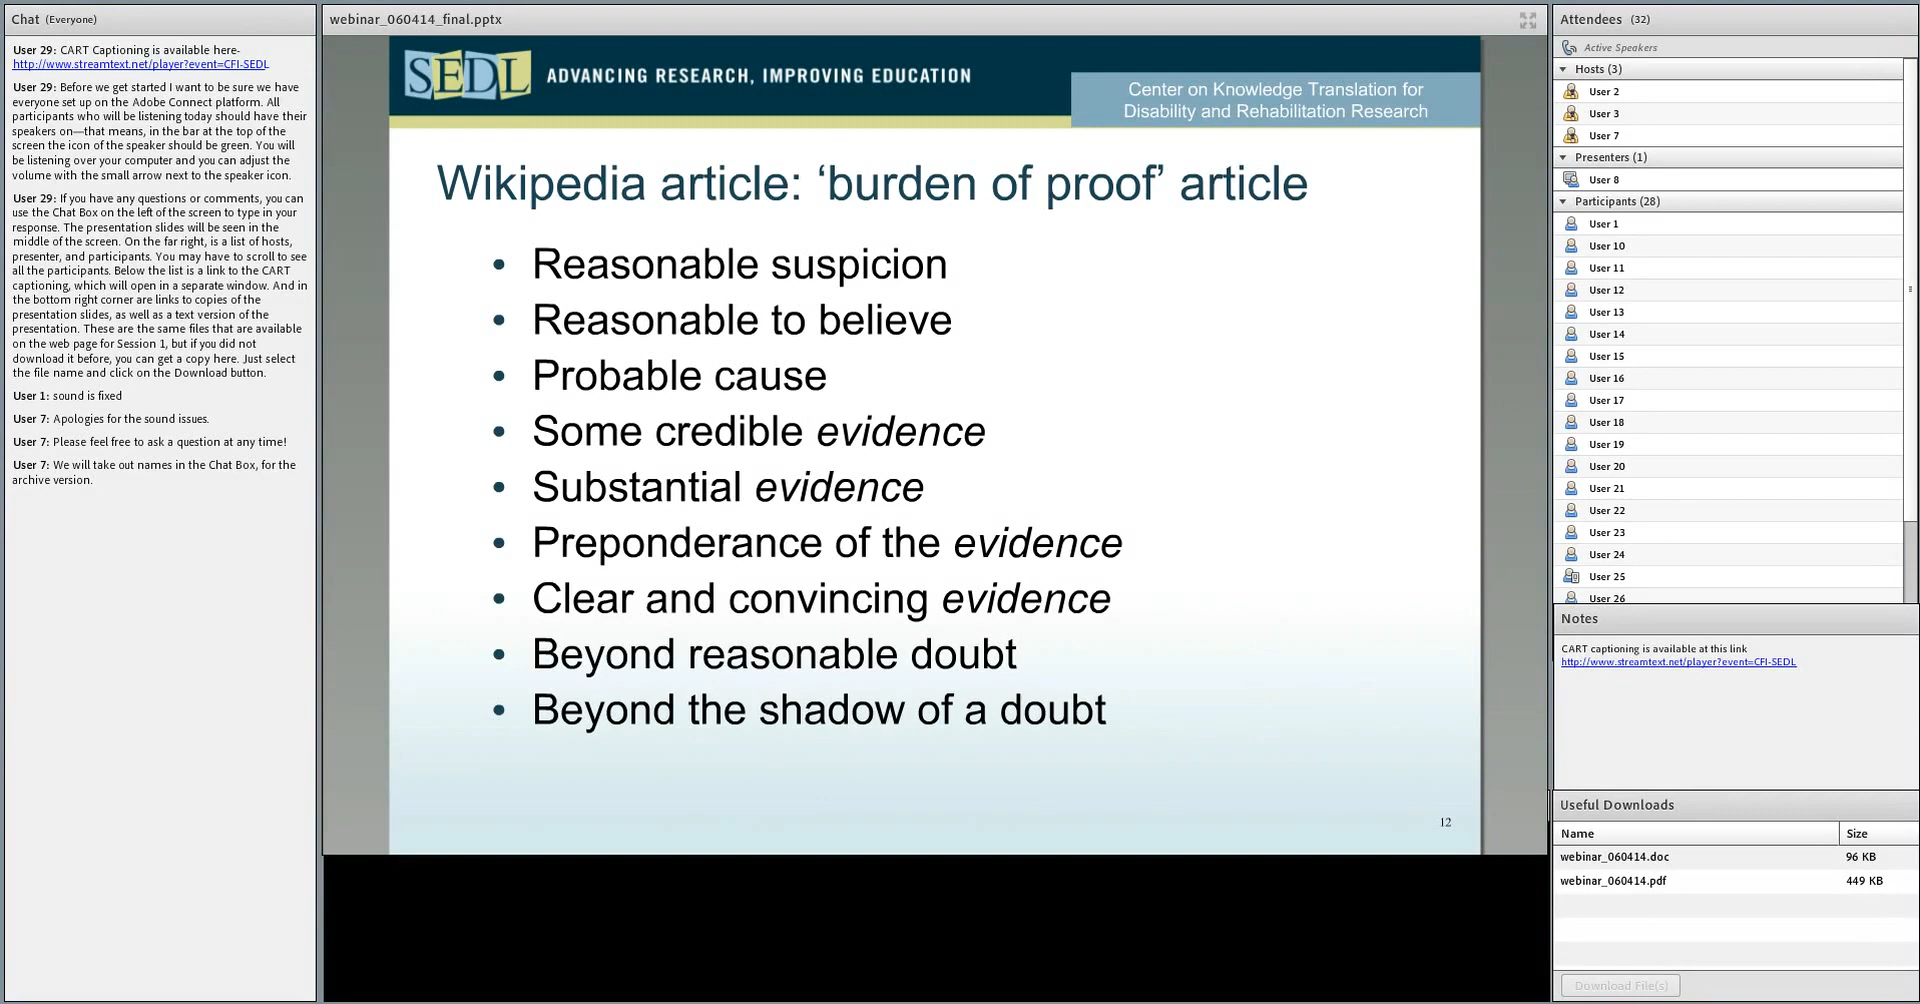 Chat (Everyone)
User 29: CART Captioning is available here-
http://www.streamtext.net/player?event=CFI-SEDL
User 29: Before we get started I want to be sure we have
everyone set up on the Adobe Connect platform. All
participants who will be listening today should have their
speakers on—that means, in the bar at the top of the
screen the icon of the speaker should be green. You will
be listening over your computer and you can adjust the
volume with the small arrow next to the speaker icon.
User 29: If you have any questions or comments, you can
use the Chat Box on the left of the screen to type in your
response. The presentation slides will be seen in the
middle of the screen. On the far right, is a list of hosts,
presenter, and participants. You may have to scroll to see
all the participants. Below the list is a link to the CART
captioning, which will open in a separate window. And in
the bottom right corner are links to copies of the
presentation slides, as well as a text version of the
presentation. These are the same files that are available
on the web page for Session 1, but if you did not
download it before, you can get a copy here. Just select
the file name and click on the Download button.
User 1: sound is fixed
User 7: Apologies for the sound issues.
User 7: Please feel free to ask a question at any time!
User 7: We will take out names in the Chat Box, for the
archive version.
webinar_060414_final.pptx
SEDL ADVANCING RESEARCH, IMPROVING EDUCATION
Center on Knowledge Translation for
Disability and Rehabilitation Research
Wikipedia article: ‘burden of proof’ article
• Reasonable suspicion
• Reasonable to believe
• Probable cause
• Some credible evidence
• Substantial evidence
• Preponderance of the evidence
• Clear and convincing evidence
• Beyond reasonable doubt
• Beyond the shadow of a doubt
12
Attendees (32)
Active Speakers
Hosts (3)
User 2
User 3
User 7
Presenters (1)
User 8
Participants (28)
User 1
User 10
User 11
User 12
User 13
User 14
User 15
User 16
User 17
User 18
User 19
User 20
User 21
User 22
User 23
User 24
User 25
User 26
Notes
CART captioning is available at this link
http://www.streamtext.net/player?event=CFI-SEDL
Useful Downloads
Name Size
webinar_060414.doc 96 KB
webinar_060414.pdf 449 KB
Download File(s)